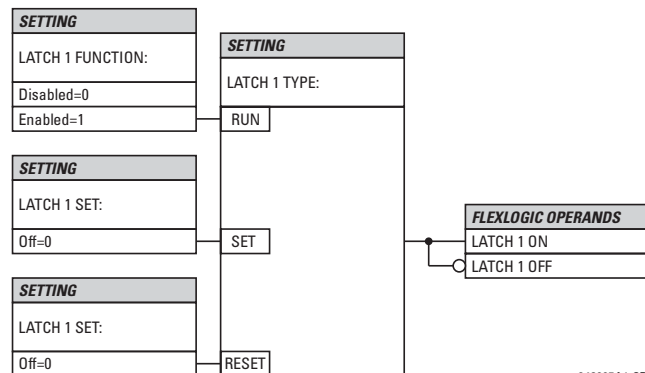 SETTING
LATCH 1 FUNCTION:
Disabled=0
Enabled=1
SETTING
LATCH 1 TYPE:
RUN
SETTING
LATCH 1 SET:
Off=0
SET
SETTING
LATCH 1 SET:
Off=0
RESET
FLEXLOGIC OPERANDS
LATCH 1 ON
LATCH 1 OFF